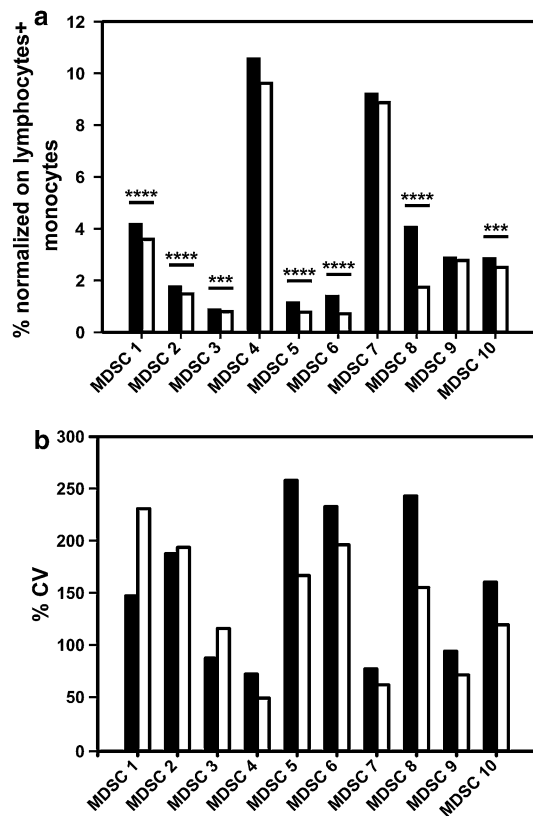 a
% normalized on lymphocytes+
monocytes
12
10
8
6
4
2
0
****
****
***
****
****
****
***
MDSC 1
MDSC 2
MDSC 3
MDSC 4
MDSC 5
MDSC 6
MDSC 7
MDSC 8
MDSC 9
MDSC 10
b
% CV
300
250
200
150
100
50
0
MDSC 1
MDSC 2
MDSC 3
MDSC 4
MDSC 5
MDSC 6
MDSC 7
MDSC 8
MDSC 9
MDSC 10